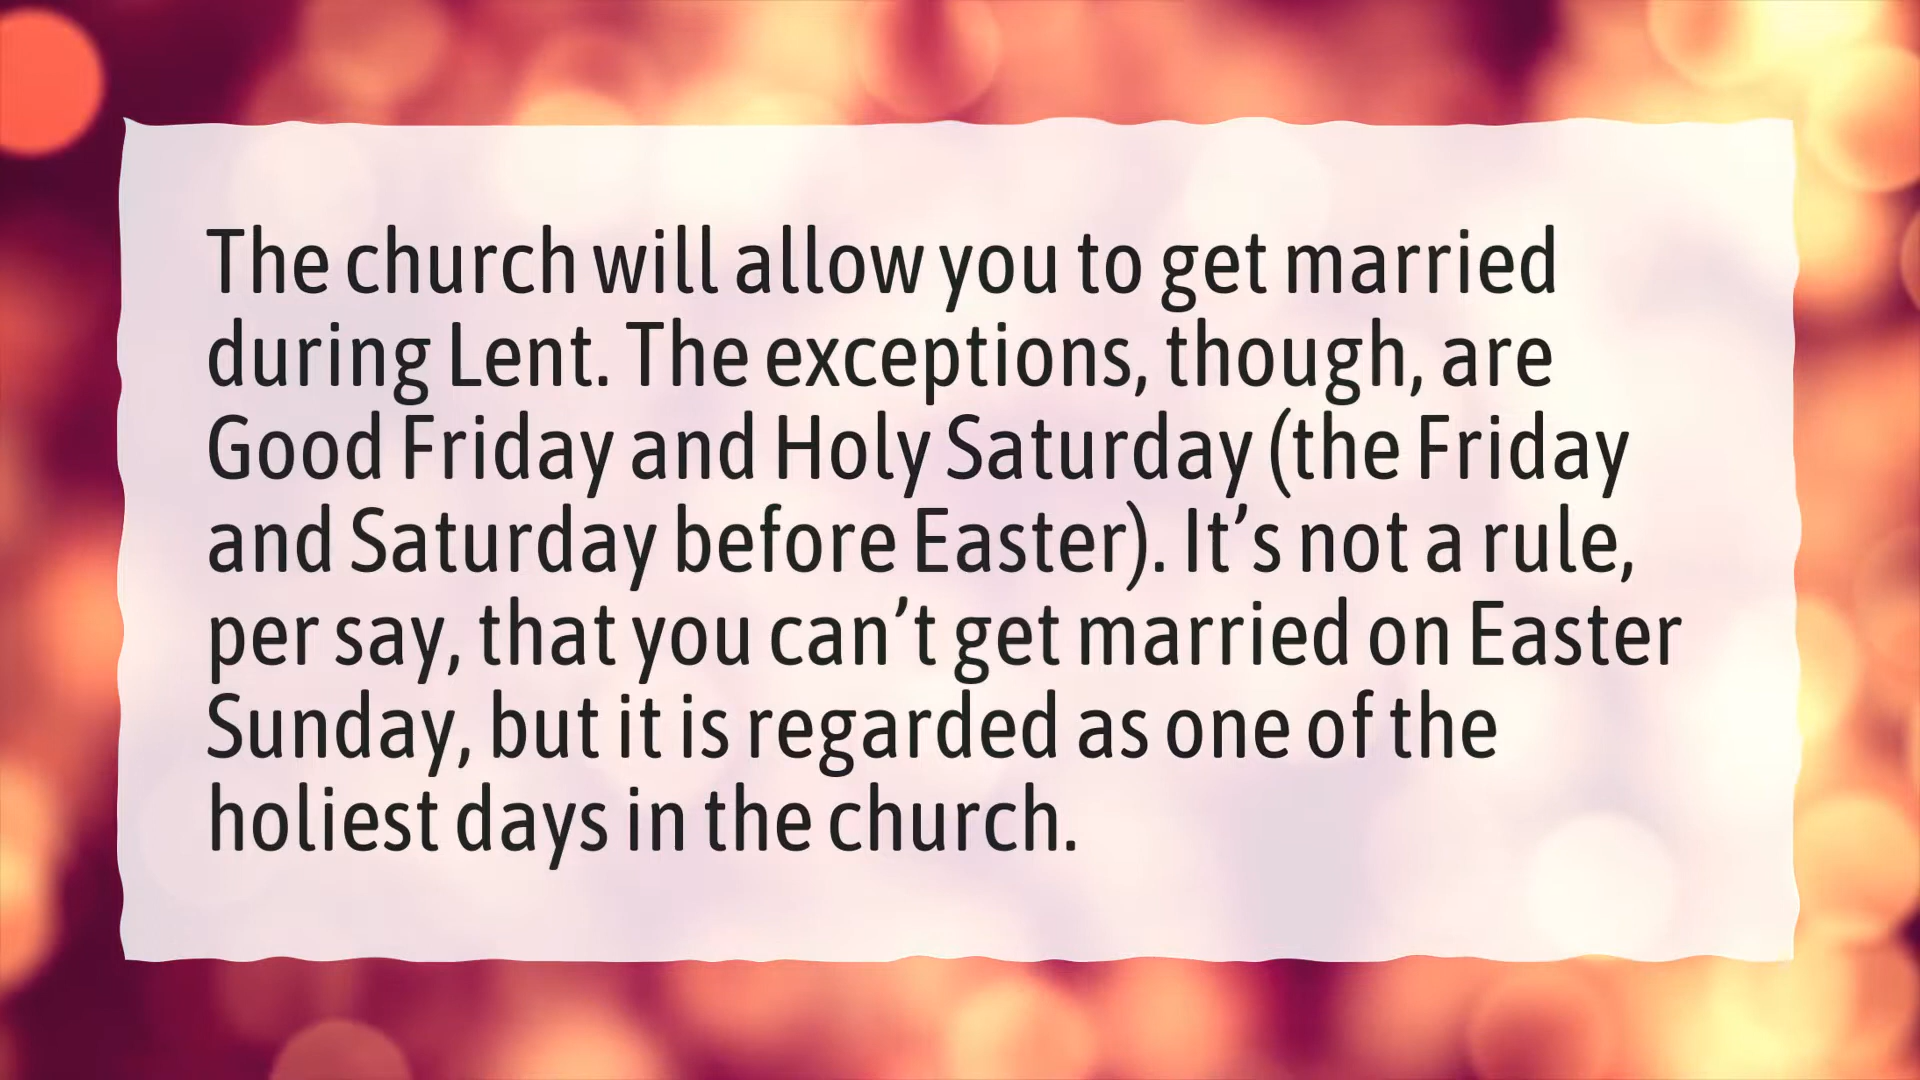 The church will allow you to get married
during Lent. The exceptions, though, are
Good Friday and Holy Saturday (the Friday
and Saturday before Easter). It’s not a rule,
per say, that you can’t get married on Easter
Sunday, but it is regarded as one of the
holiest days in the church.